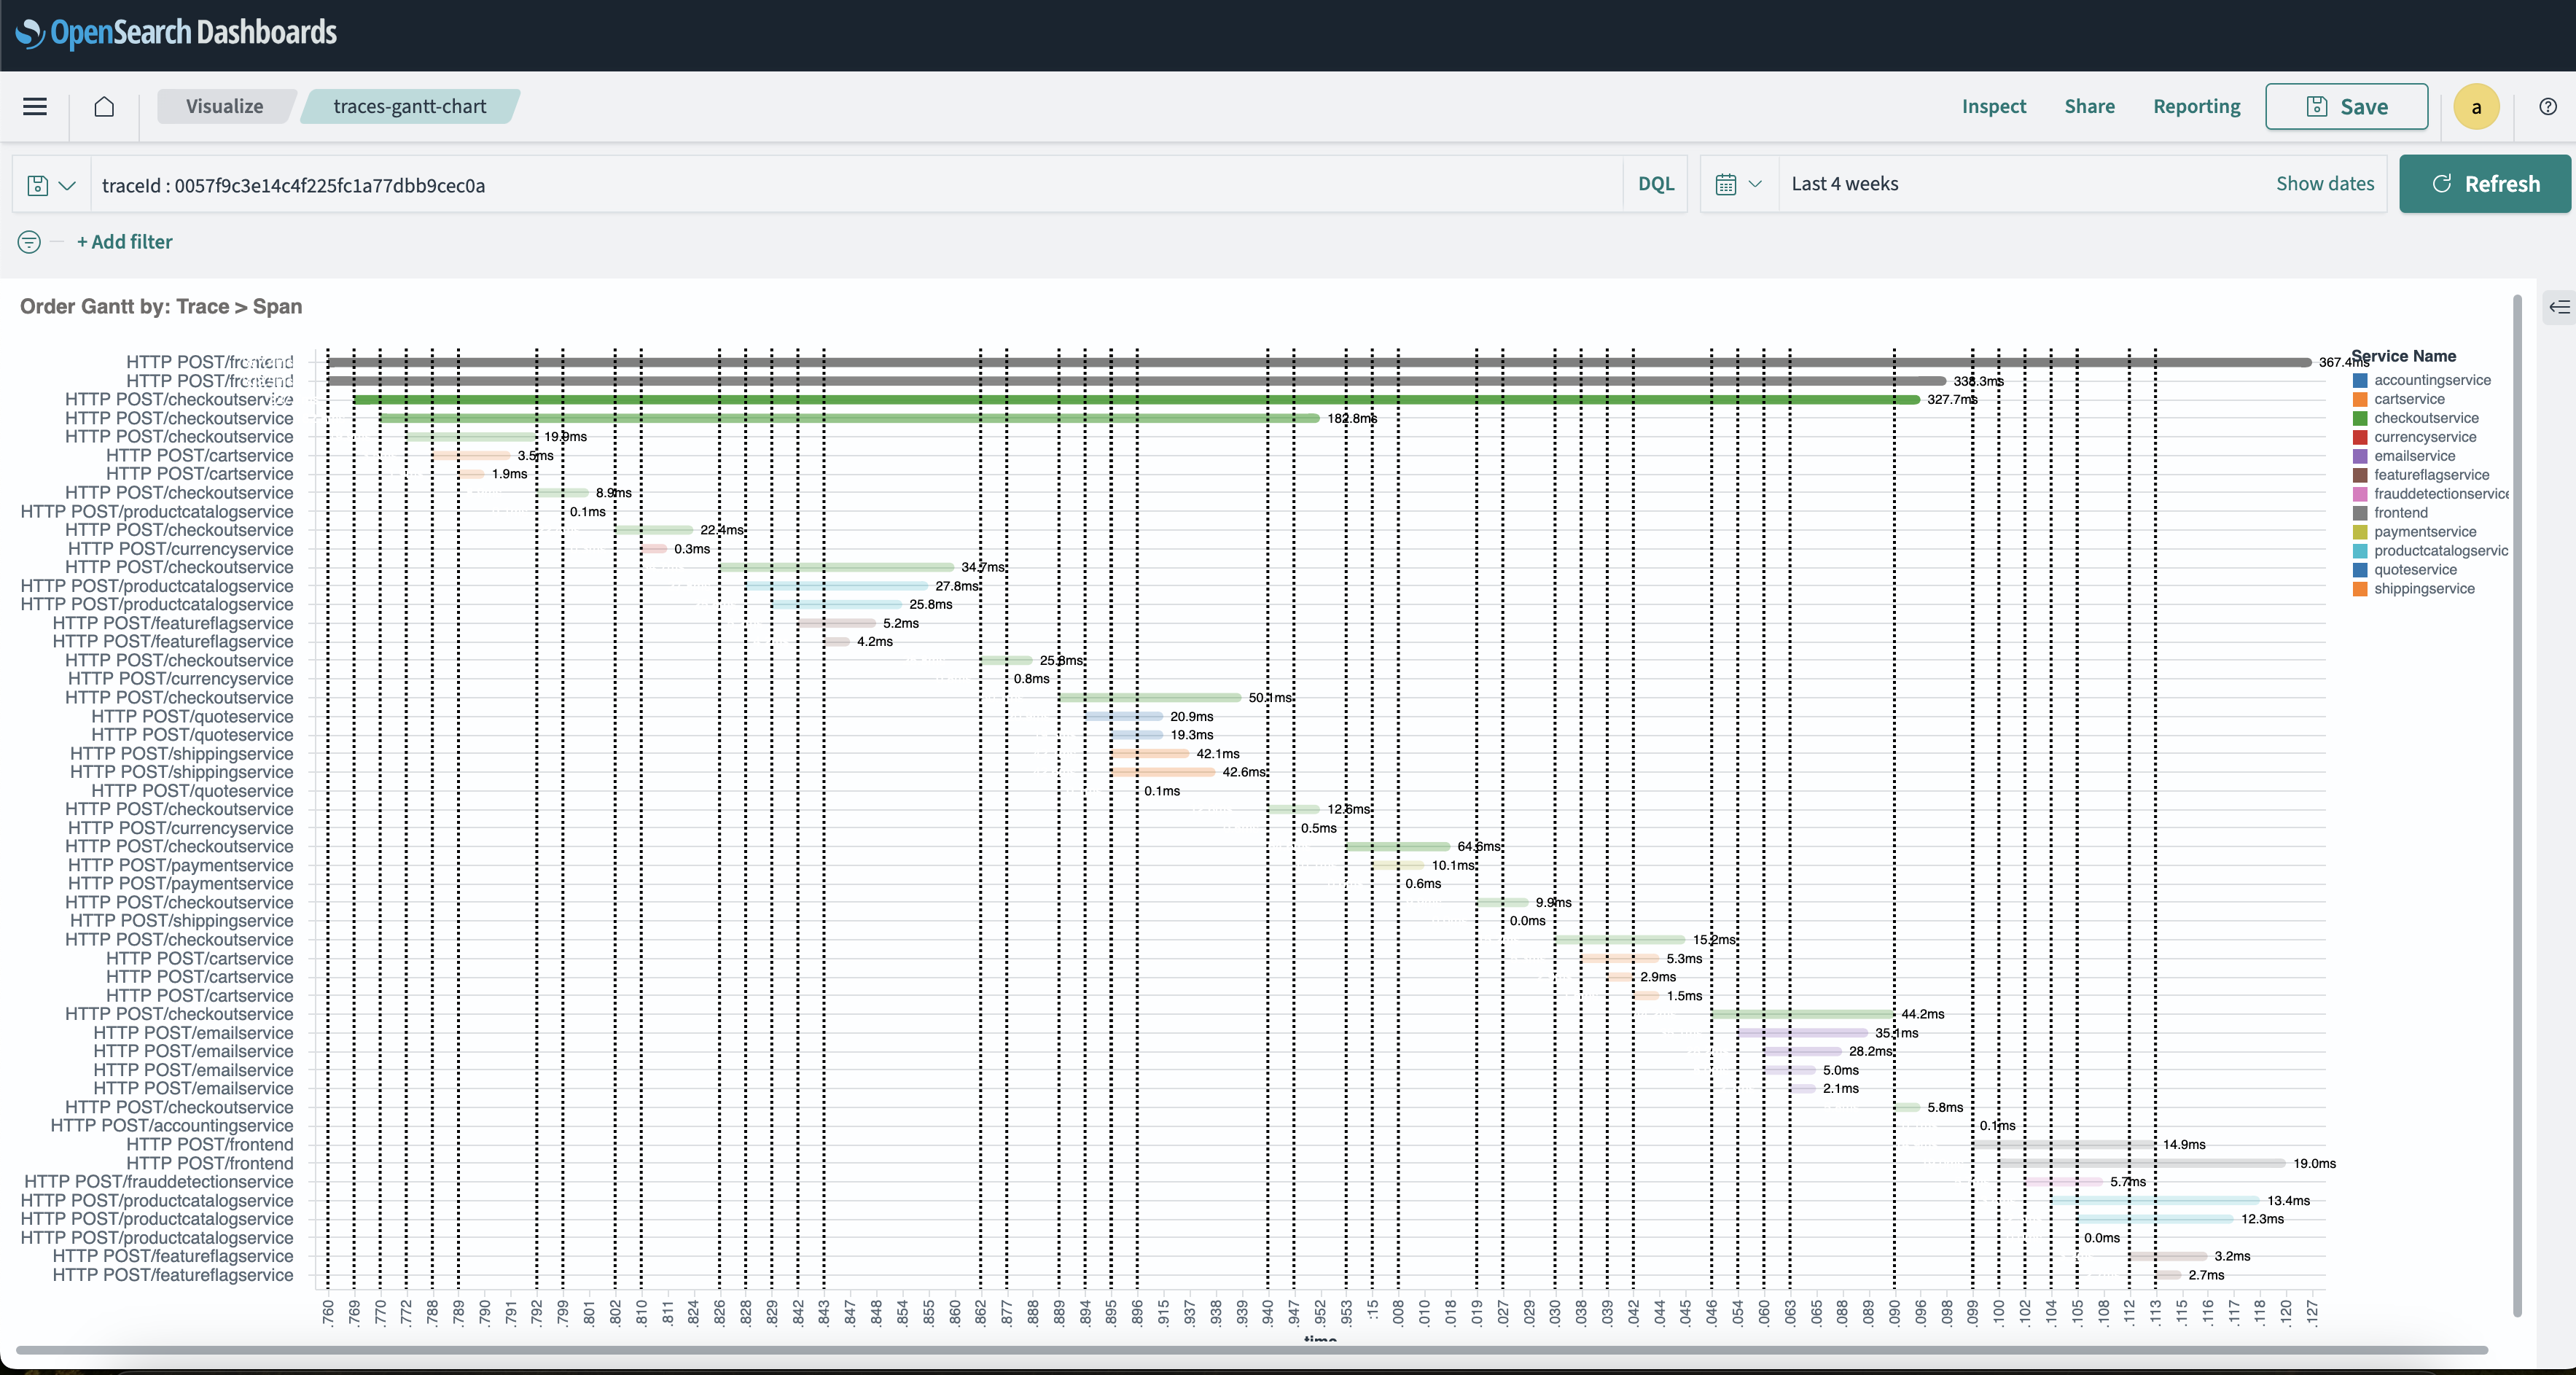 OpenSearch Dashboards
Visualize traces-gantt-chart Inspect Share Reporting Save a
traceId : 0057f9c3e14c4f225fc1a77dbb9cec0a DQL Last 4 weeks Show dates Refresh
+ Add filter
Order Gantt by: Trace > Span
HTTP POST/frontend 367.4ms
HTTP POST/frontend 338.3ms
HTTP POST/checkoutservice 327.7ms
HTTP POST/checkoutservice 182.8ms
HTTP POST/checkoutservice 19.9ms
HTTP POST/cartservice 3.5ms
HTTP POST/cartservice 1.9ms
HTTP POST/checkoutservice 8.9ms
HTTP POST/productcatalogservice 0.1ms
HTTP POST/checkoutservice 22.4ms
HTTP POST/currencyservice 0.3ms
HTTP POST/checkoutservice 34.7ms
HTTP POST/productcatalogservice 27.8ms
HTTP POST/productcatalogservice 25.8ms
HTTP POST/featureflagservice 5.2ms
HTTP POST/featureflagservice 4.2ms
HTTP POST/checkoutservice
HTTP POST/currencyservice 0.8ms
HTTP POST/checkoutservice 50.1ms
HTTP POST/quoteservice 20.9ms
HTTP POST/quoteservice 19.3ms
HTTP POST/shippingservice 42.1ms
HTTP POST/shippingservice 42.6ms
HTTP POST/quoteservice 0.1ms
HTTP POST/checkoutservice 12.6ms
HTTP POST/currencyservice 0.5ms
HTTP POST/checkoutservice 64.6ms
HTTP POST/paymentservice 10.1ms
HTTP POST/paymentservice 0.6ms
HTTP POST/checkoutservice 9.9ms
HTTP POST/shippingservice 0.0ms
HTTP POST/checkoutservice 15.2ms
HTTP POST/cartservice 5.3ms
HTTP POST/cartservice 2.9ms
HTTP POST/cartservice 1.5ms
HTTP POST/checkoutservice 44.2ms
HTTP POST/emailservice 35.1ms
HTTP POST/emailservice 28.2ms
HTTP POST/emailservice 5.0ms
HTTP POST/emailservice 2.1ms
HTTP POST/checkoutservice 5.8ms
HTTP POST/accountingservice 0.1ms
HTTP POST/frontend 14.9ms
HTTP POST/frontend 19.0ms
HTTP POST/frauddetectionservice 5.7ms
HTTP POST/productcatalogservice 13.4ms
HTTP POST/productcatalogservice 12.3ms
HTTP POST/productcatalogservice 0.0ms
HTTP POST/featureflagservice 3.2ms
HTTP POST/featureflagservice 2.7ms
.760 .769 .770 .772 .788 .789 .790 .791 .792 .799 .801 .802 .810 .811 .824 .826 .828 .829 .842 .843 .847 .848 .854 .855 .860 .862 .877 .888 .889 .894 .895 .896 .915 .937 .938 .939 .940 .947 .952 .953 :15 .008 .010 .018 .019 .027 .029 .030 .038 .039 .042 .044 .045 .046 .054 .060 .063 .065 .088 .089 .090 .096 .098 .099 .100 .102 .104 .105 .108 .112 .113 .115 .116 .117 .118 .120 .127
time
Service Name
accountingservice
cartservice
checkoutservice
currencyservice
emailservice
featureflagservice
frauddetectionservice
frontend
paymentservice
productcatalogservic
quoteservice
shippingservice